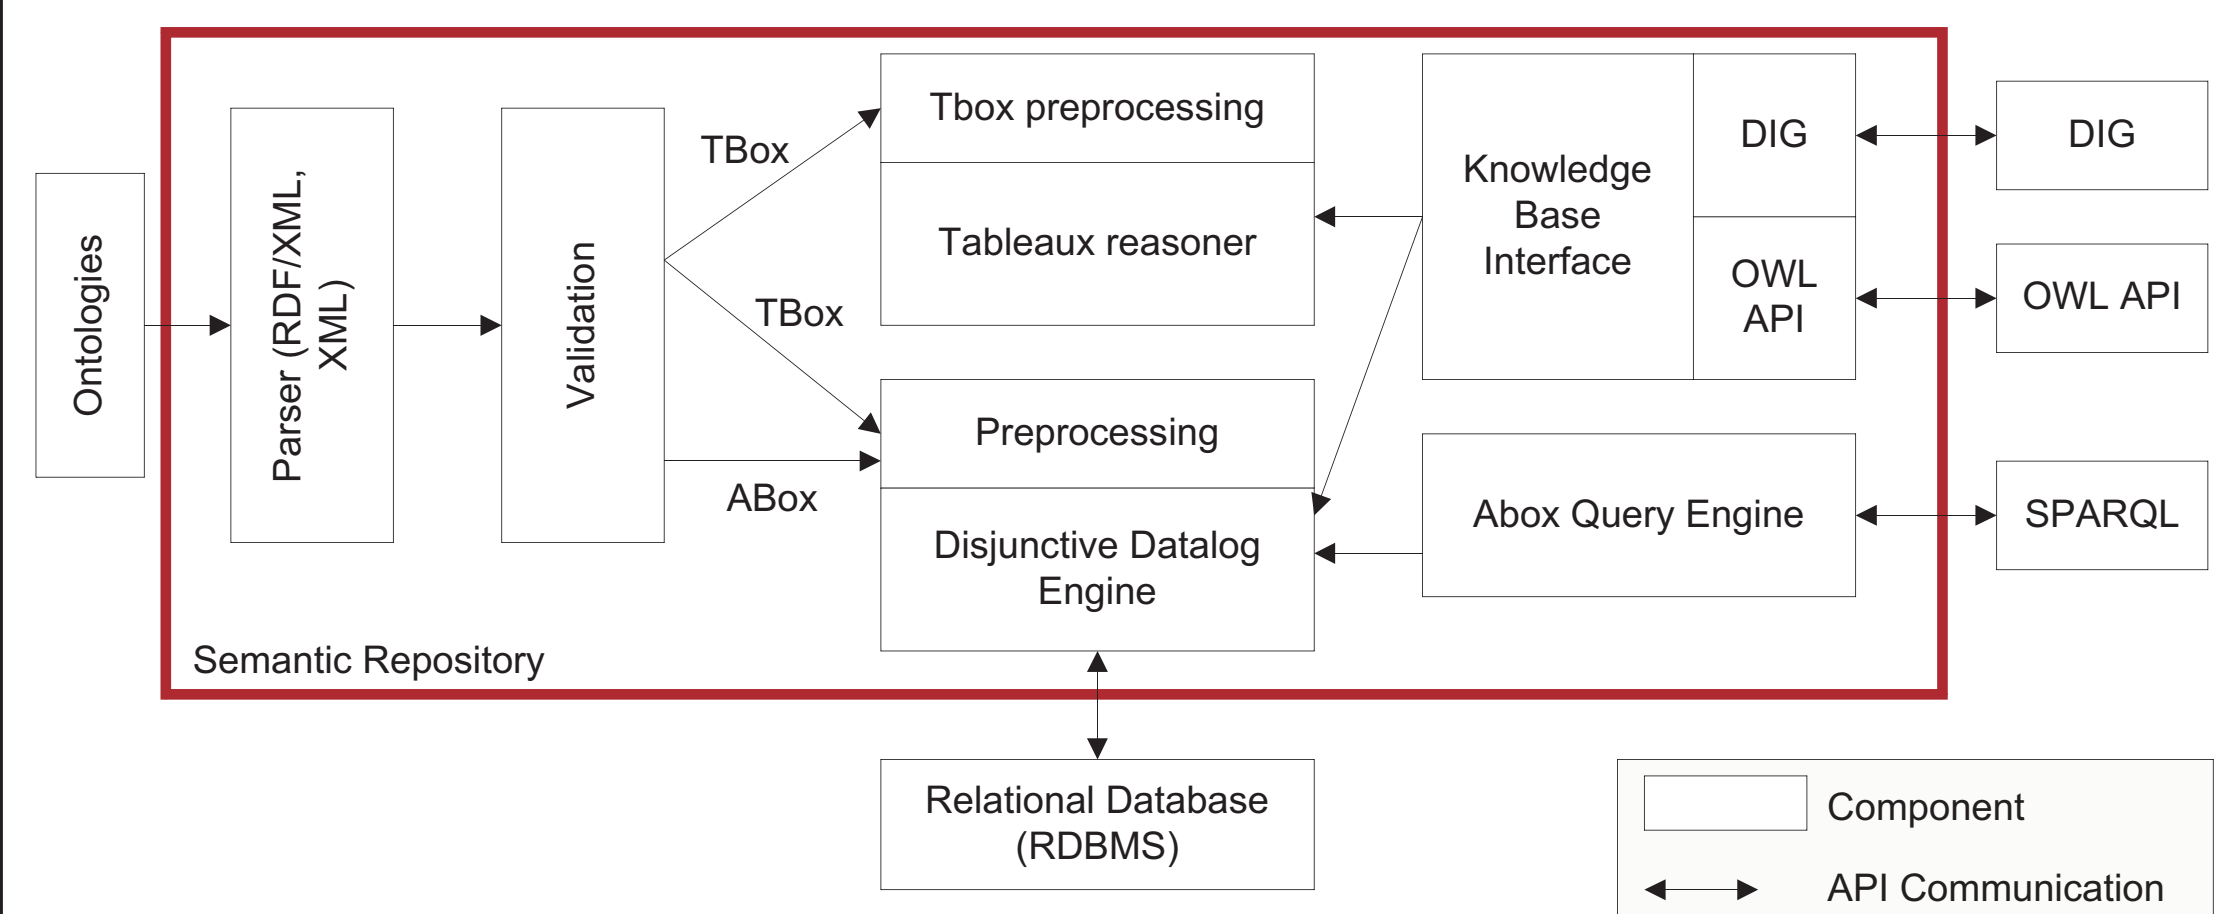 Ontologies
Parser (RDF/XML,
XML)
Validation
TBox
TBox
ABox
Tbox preprocessing
Tableaux reasoner
Preprocessing
Disjunctive Datalog
Engine
Knowledge
Base
Interface
DIG
OWL
API
Abox Query Engine
DIG
OWL API
SPARQL
Semantic Repository
Relational Database
(RDBMS)
Component
API Communication